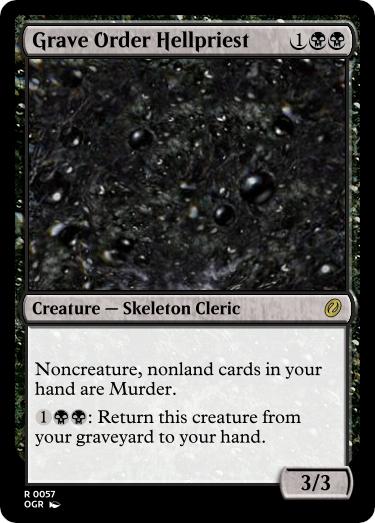 Grave Order Hellpriest 1
Creature — Skeleton Cleric
Noncreature, nonland cards in your
hand are Murder.
1: Return this creature from
your graveyard to your hand.
3/3
R 0057
OGR